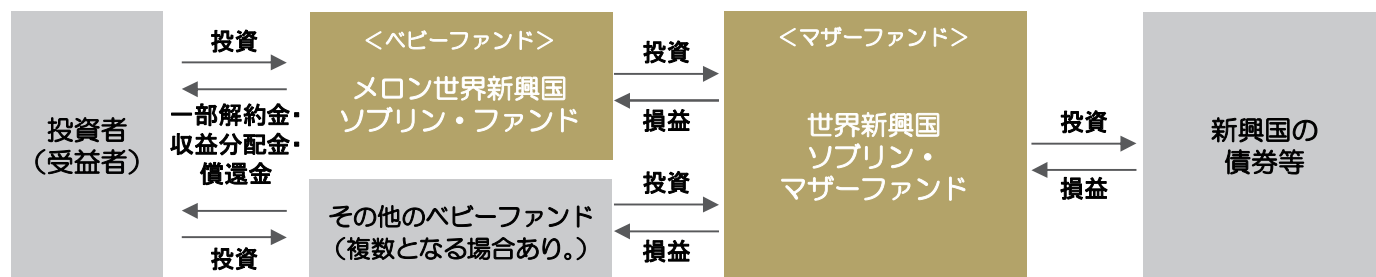 投資者
（受益者）
投資
一部解約金・
収益分配金・
償還金
投資
＜ベビーファンド＞
メロン世界新興国
ソブリン・ファンド
その他のベビーファンド
（複数となる場合あり。）
投資
損益
投資
損益
＜マザーファンド＞
世界新興国
ソブリン・
マザーファンド
投資
損益
新興国の
債券等